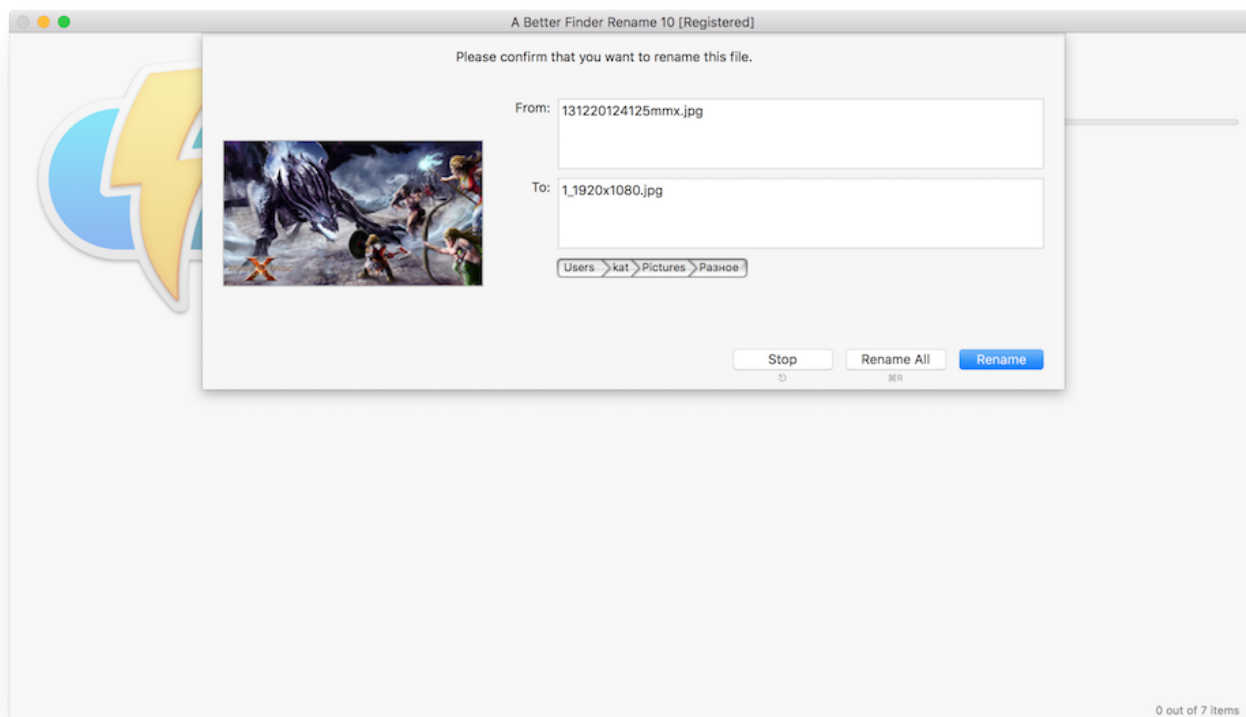 A Better Finder Rename 10 [Registered]
Please confirm that you want to rename this file.
From:
131220124125mmx.jpg
To:
1_1920x1080.jpg
Users kat Pictures Разное
Stop
Rename All
Rename
⌘R
0 out of 7 items